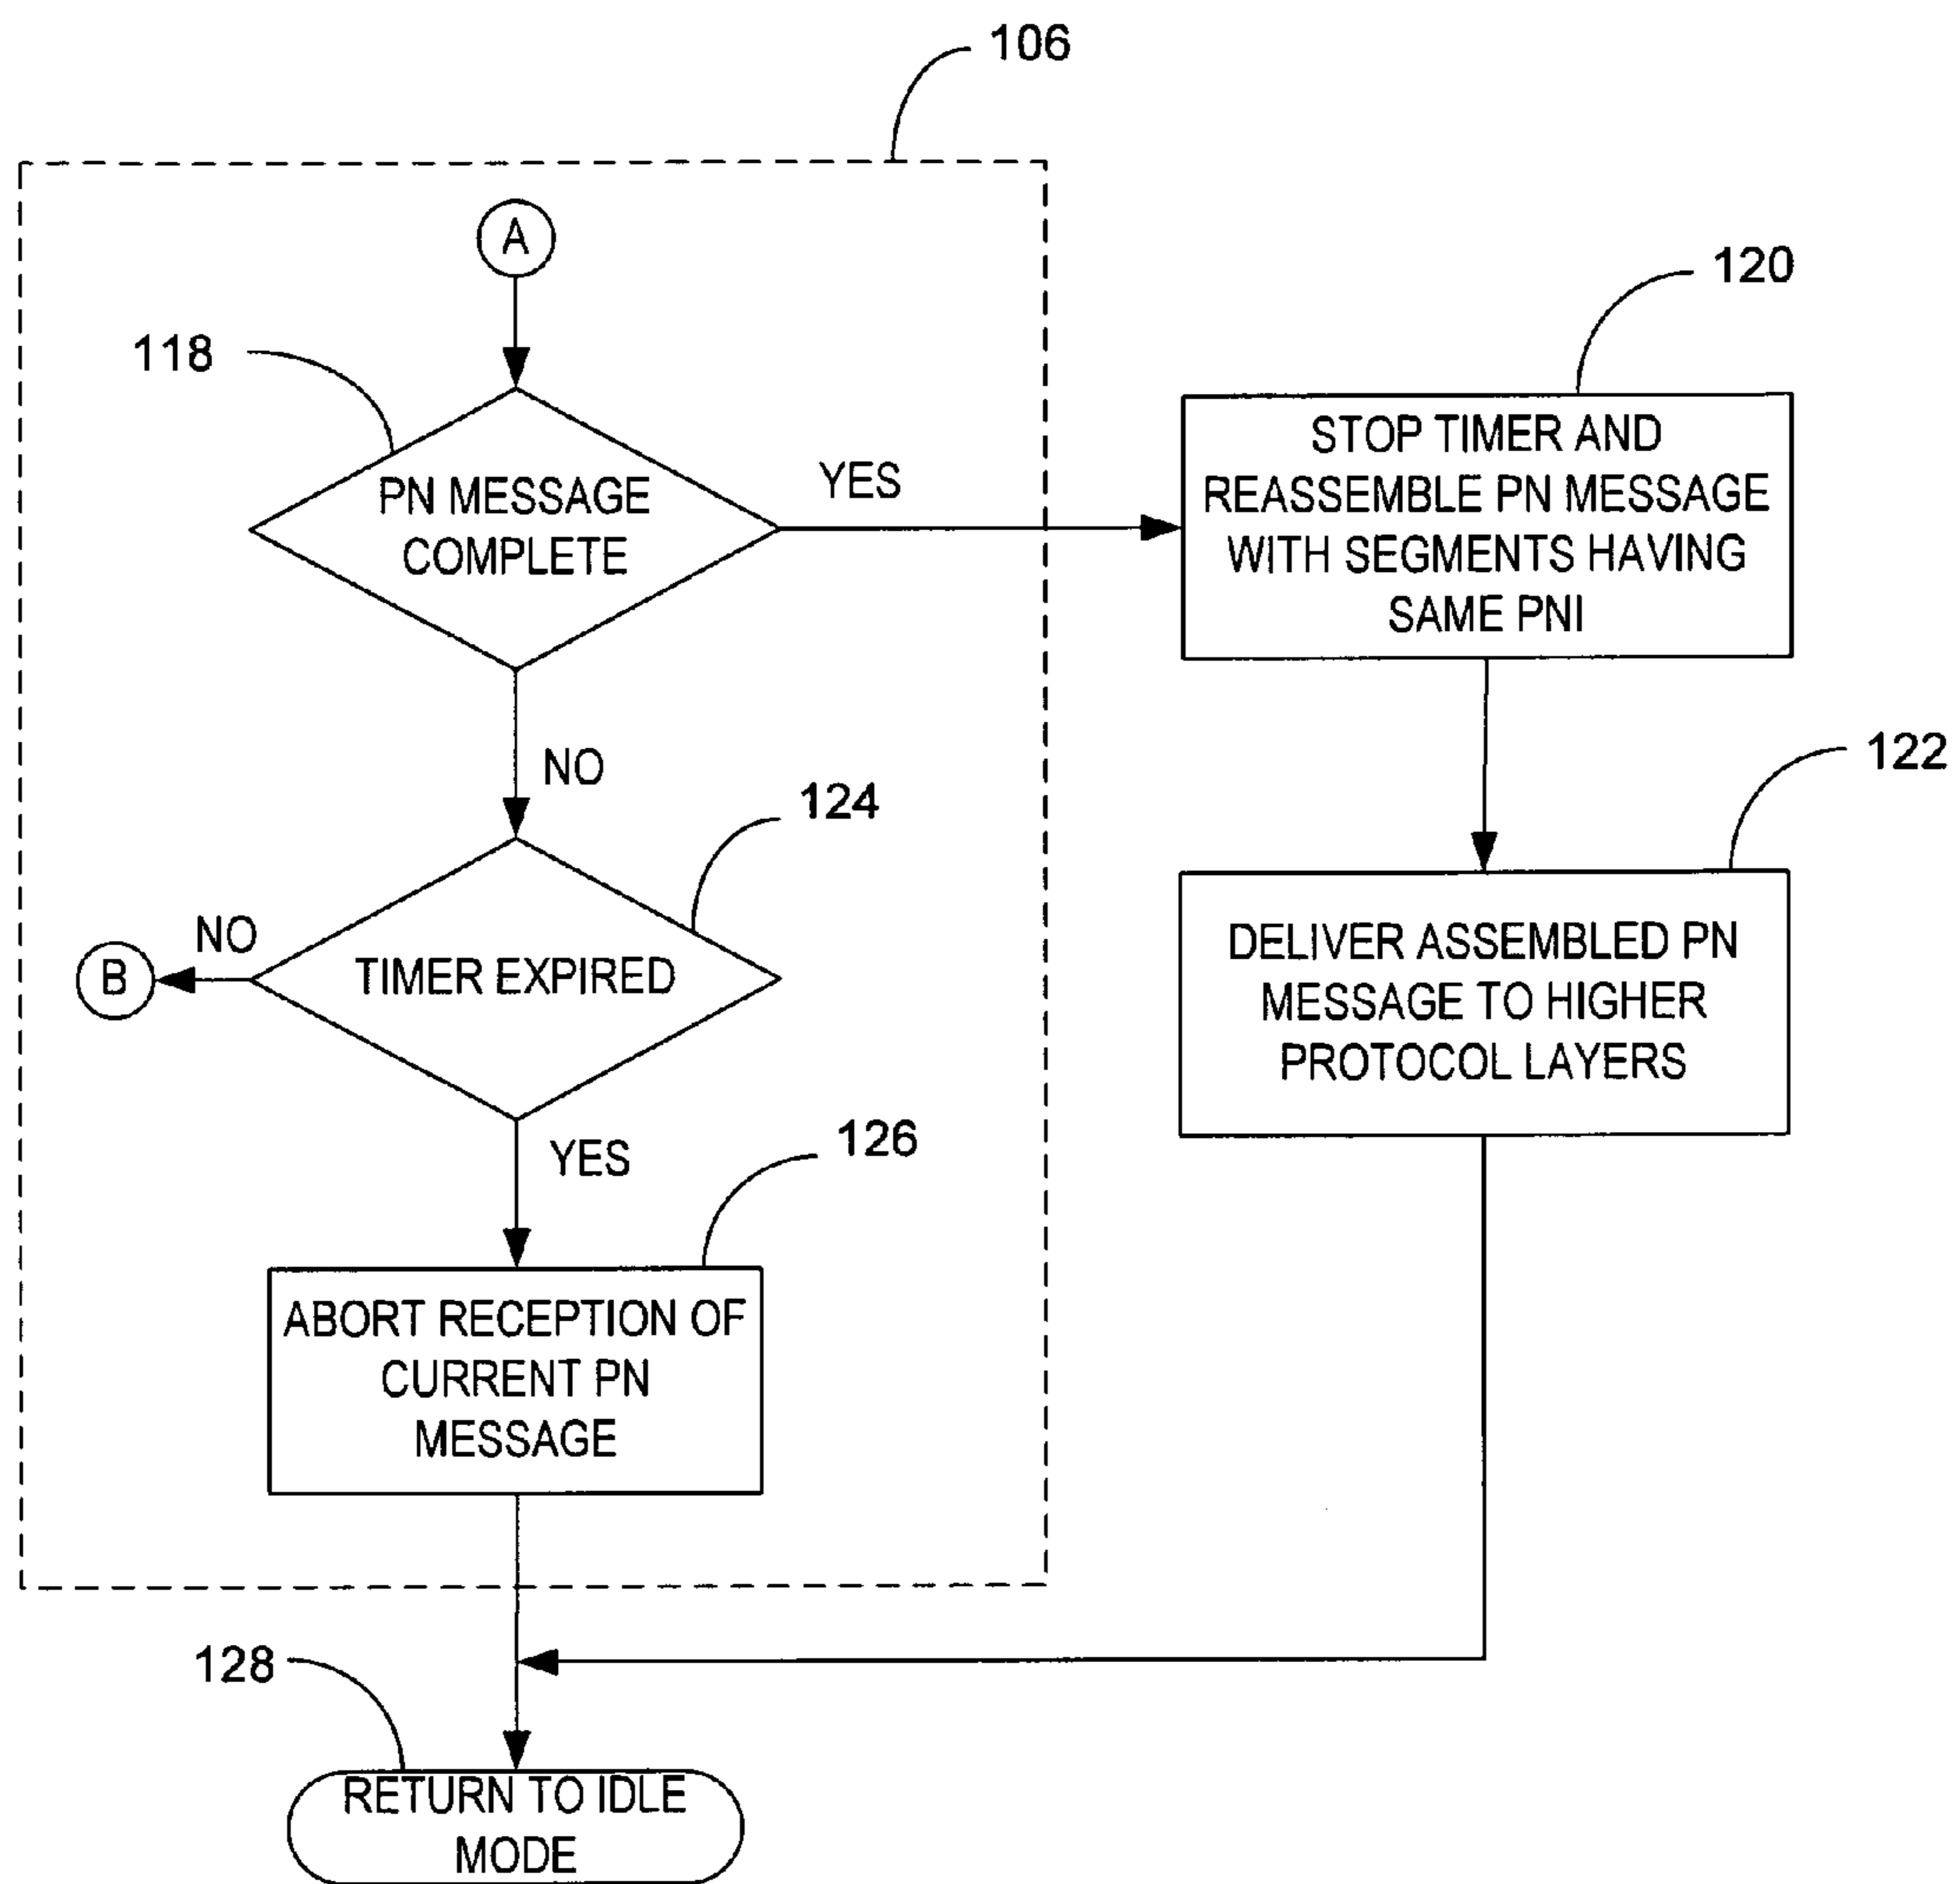 106
A
118
PN MESSAGE
COMPLETE
YES
120
STOP TIMER AND
REASSEMBLE PN MESSAGE
WITH SEGMENTS HAVING
SAME PNI
NO
124
122
NO
B
TIMER EXPIRED
DELIVER ASSEMBLED PN
MESSAGE TO HIGHER
PROTOCOL LAYERS
YES
126
ABORT RECEPTION OF
CURRENT PN
MESSAGE
128
RETURN TO IDLE
MODE